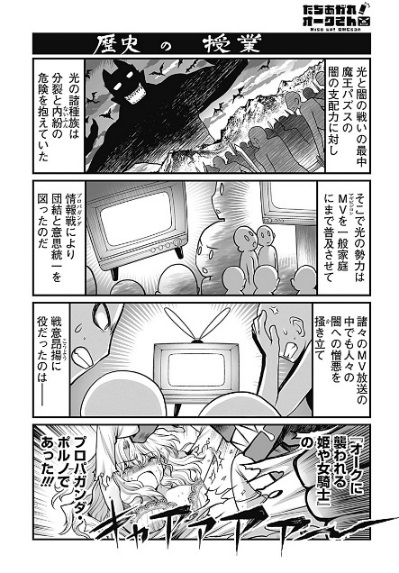 たちあがれ!
オークさん
歴史の授業
光と闇の戦いの最中
魔王パズスの
闇の支配力に対し
光の諸種族は
分裂と内紛の
危険を抱えていた
そこで光の勢力は
MVを一般家庭
にまで普及させて
情報戦により
プロパガンダ
団結と意思統一を
図ったのだ
諸々のMV放送の
中でも人々の
闇への憎悪を
掻き立て
戦意昂揚に
役だったのは――
「オークに
襲われる
姫や女騎士」
の
プロパガンダ・
ポルノで
あった!!!
キャアアアアー